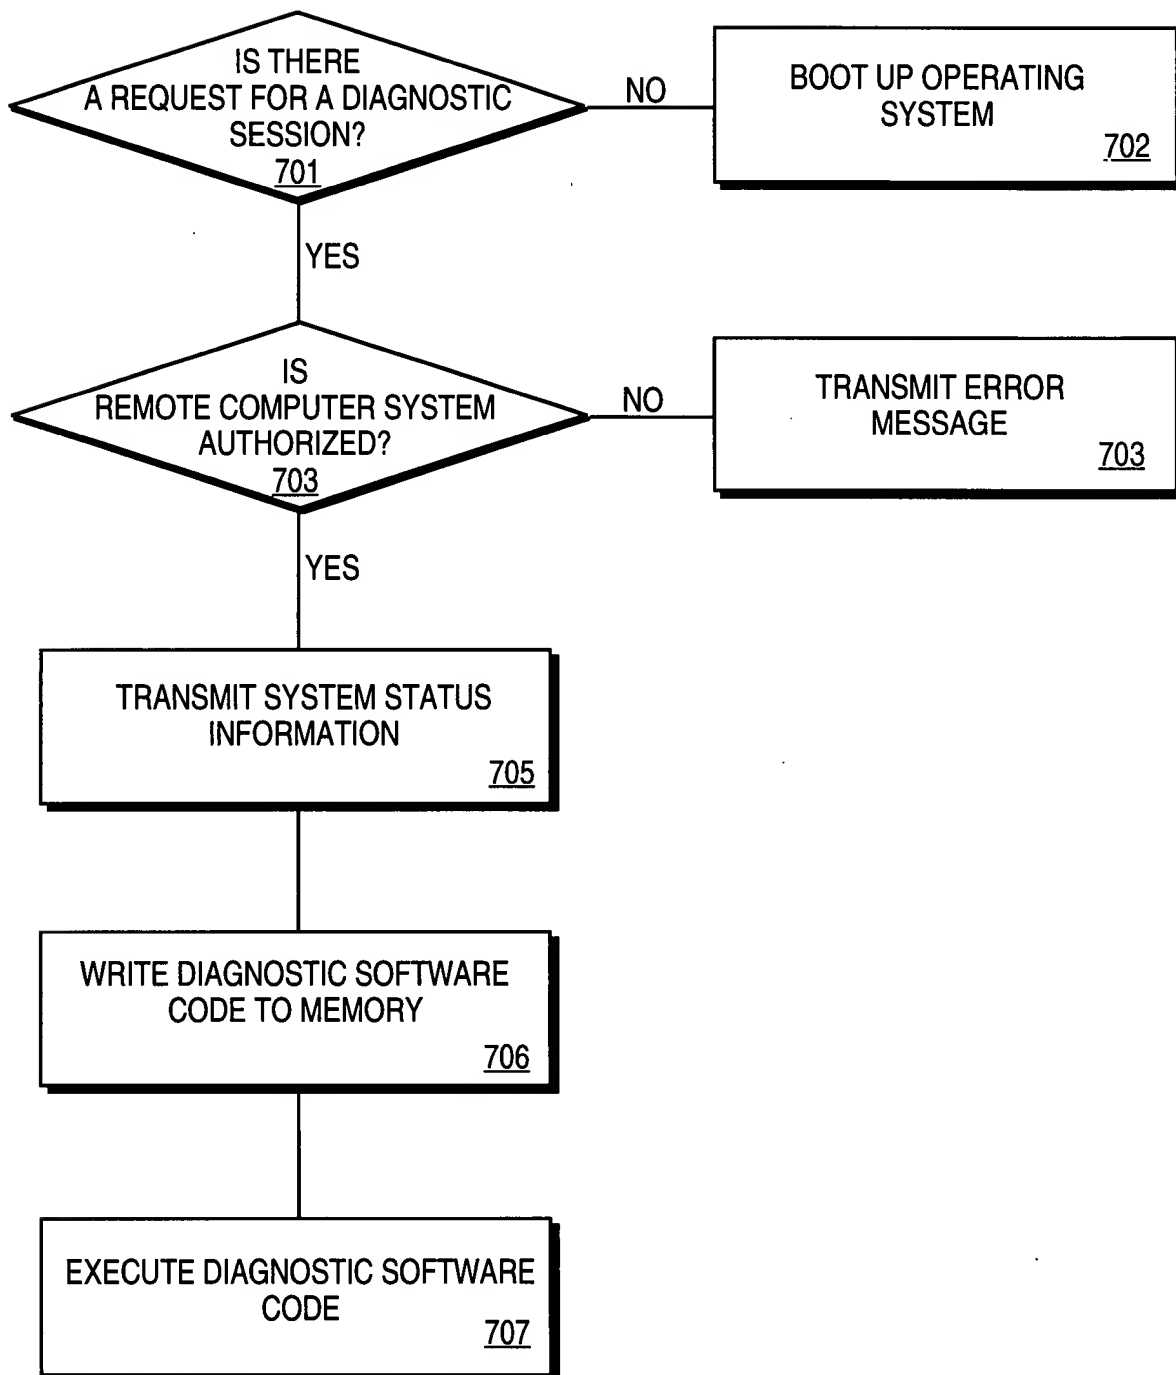 IS THERE
A REQUEST FOR A DIAGNOSTIC
SESSION?
701
NO
BOOT UP OPERATING
SYSTEM
702
YES
IS
REMOTE COMPUTER SYSTEM
AUTHORIZED?
703
NO
TRANSMIT ERROR
MESSAGE
703
YES
TRANSMIT SYSTEM STATUS
INFORMATION
705
WRITE DIAGNOSTIC SOFTWARE
CODE TO MEMORY
706
EXECUTE DIAGNOSTIC SOFTWARE
CODE
707